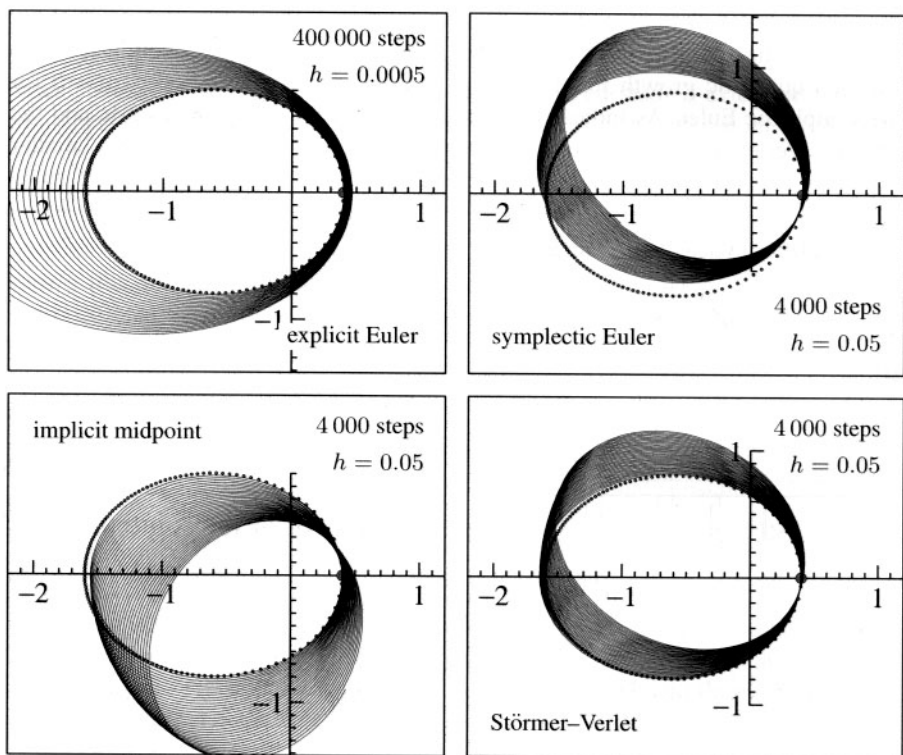 400 000 steps
h = 0.0005
1
−2
−1
1
−1
explicit Euler
−2
−1
1
4 000 steps
symplectic Euler
h = 0.05
implicit midpoint
4 000 steps
h = 0.05
−2
−1
1
−1
4 000 steps
1
h = 0.05
−2
−1
1
−1
Störmer–Verlet